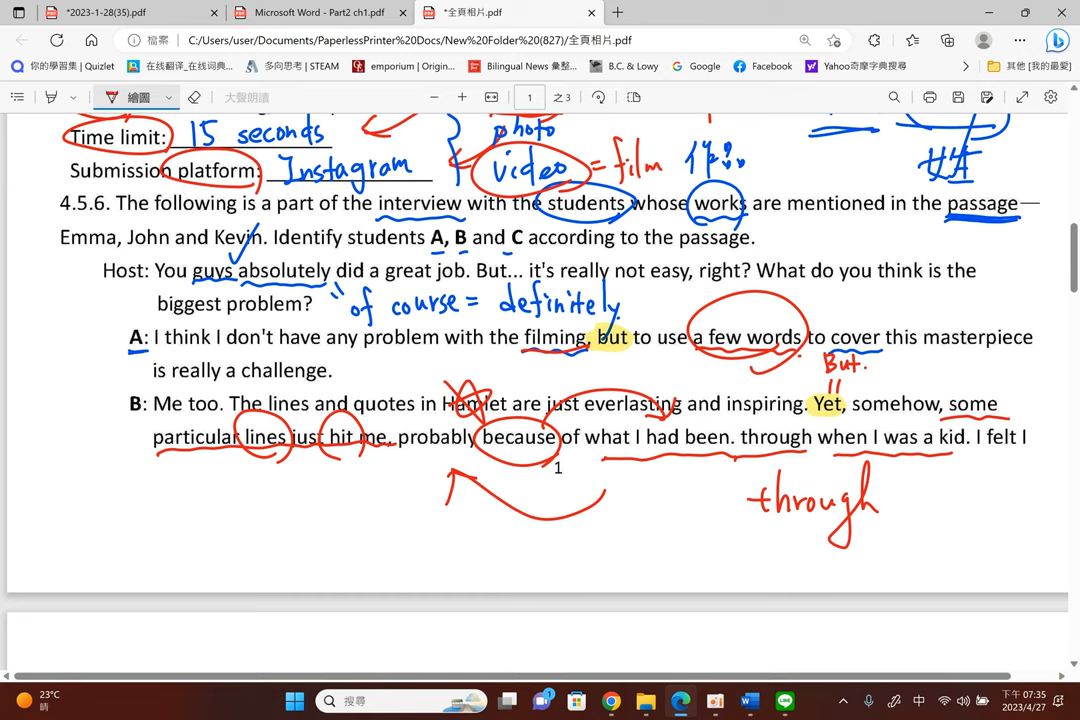 *2023-1-28(35).pdf
Microsoft Word - Part2 ch1.pdf
*全頁相片.pdf
檔案
C:/Users/user/Documents/PaperlessPrinter%20Docs/New%20Folder%20(827)/全頁相片.pdf
你的學習集 | Quizlet
在线翻译_在线词典...
多向思考 | STEAM
emporium | Origin...
Bilingual News 彙整...
B.C. & Lowy
Google
Facebook
Yahoo奇摩字典搜尋
其他 [我的最愛]
繪圖
大聲朗讀
1
之 3
Time limit: 15 seconds
photo
Submission platform: Instagram
video = film
4.5.6. The following is a part of the interview with the students whose works are mentioned in the passage—
Emma, John and Kevin. Identify students A, B and C according to the passage.
Host: You guys absolutely did a great job. But... it's really not easy, right? What do you think is the
biggest problem?
of course = definitely
A: I think I don't have any problem with the filming, but to use a few words to cover this masterpiece
is really a challenge.
But.
B: Me too. The lines and quotes in Hamlet are just everlasting and inspiring. Yet, somehow, some
particular lines just hit me, probably because of what I had been. through when I was a kid. I felt I
1
through
23°C
晴
搜尋
1
中
下午 07:35
2023/4/27